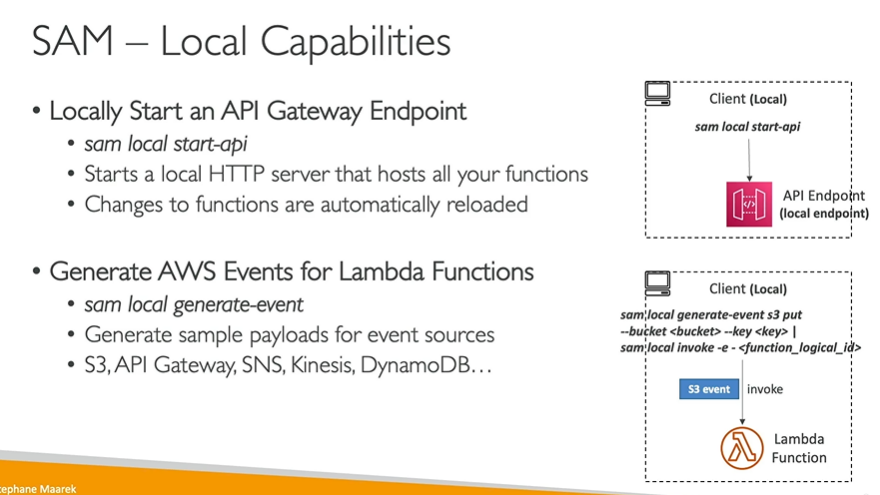 SAM – Local Capabilities
• Locally Start an API Gateway Endpoint
• sam local start-api
• Starts a local HTTP server that hosts all your functions
• Changes to functions are automatically reloaded
• Generate AWS Events for Lambda Functions
• sam local generate-event
• Generate sample payloads for event sources
• S3, API Gateway, SNS, Kinesis, DynamoDB…
Client (Local)
sam local start-api
API Endpoint
(local endpoint)
Client (Local)
sam local generate-event s3 put
--bucket <bucket> --key <key> |
sam local invoke -e - <function_logical_id>
S3 event
invoke
Lambda
Function
tephane Maarek